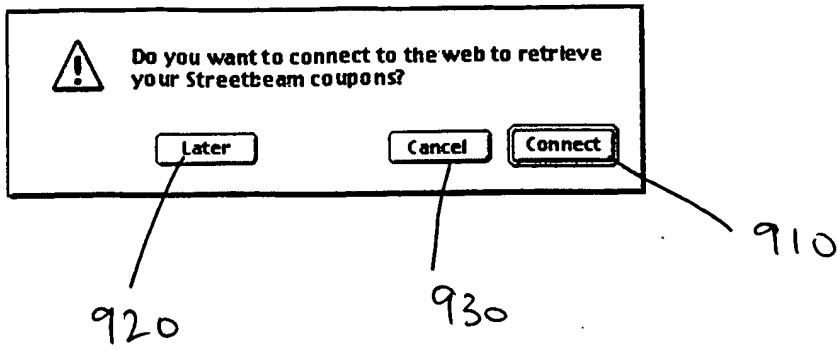 Do you want to connect to the web to retrieve
your Streetbeam coupons?
Later Cancel Connect
910
920 930